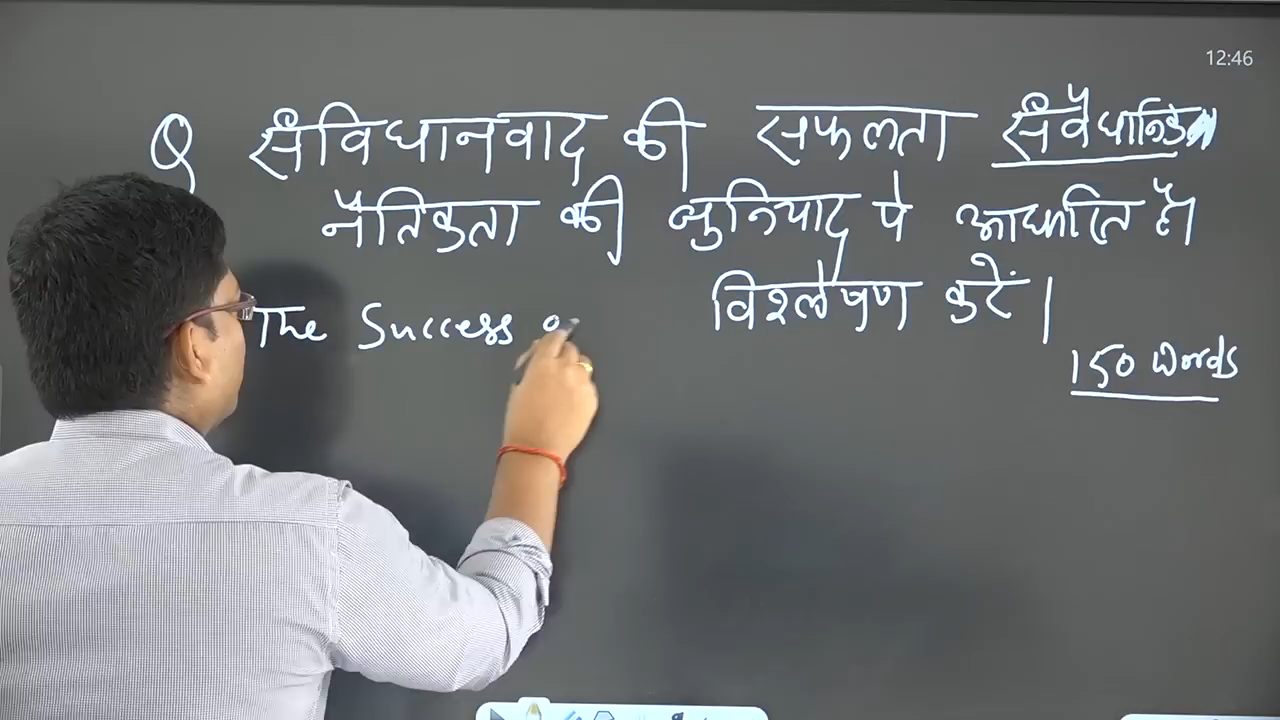 12:46
Q संविधानवाद की सफलता संवैधानिक
नैतिकता की बुनियाद पे आधारित है।
विश्लेषण करें।
The Success o
150 words